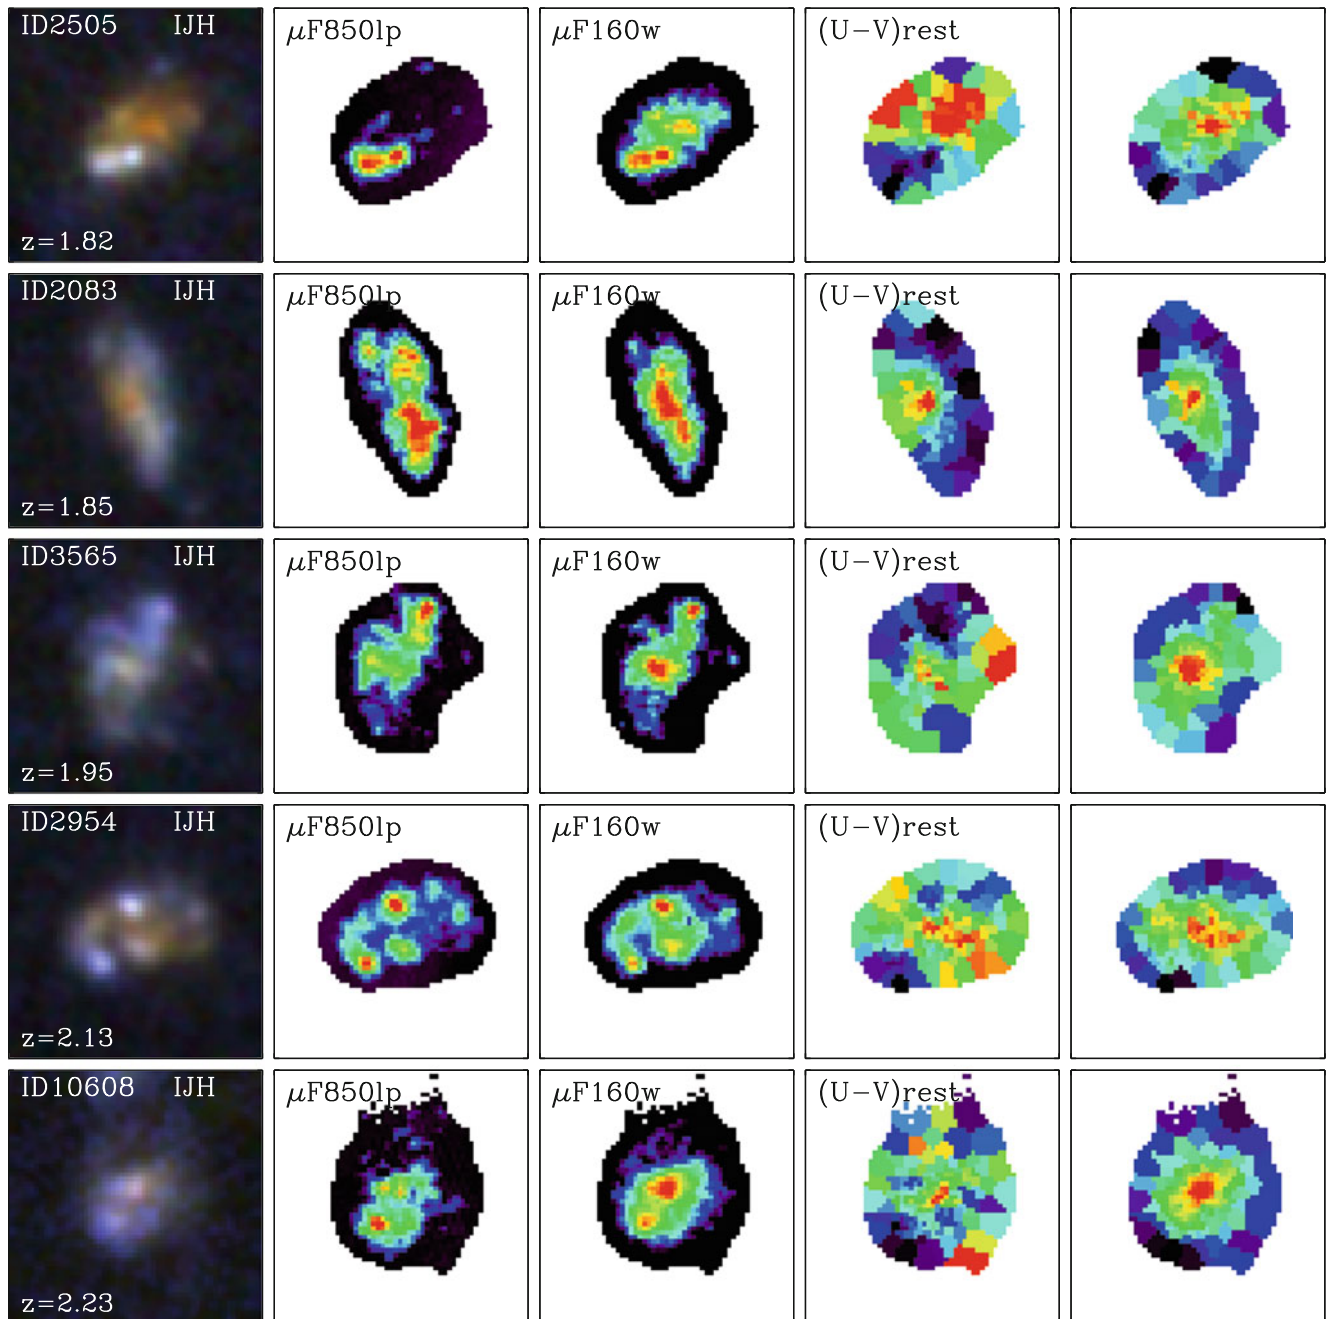 ID2505 IJH μF850lp μF160w (U−V)rest
z=1.82
ID2083 IJH μF850lp μF160w (U−V)rest
z=1.85
ID3565 IJH μF850lp μF160w (U−V)rest
z=1.95
ID2954 IJH μF850lp μF160w (U−V)rest
z=2.13
ID10608 IJH μF850lp μF160w (U−V)rest
z=2.23